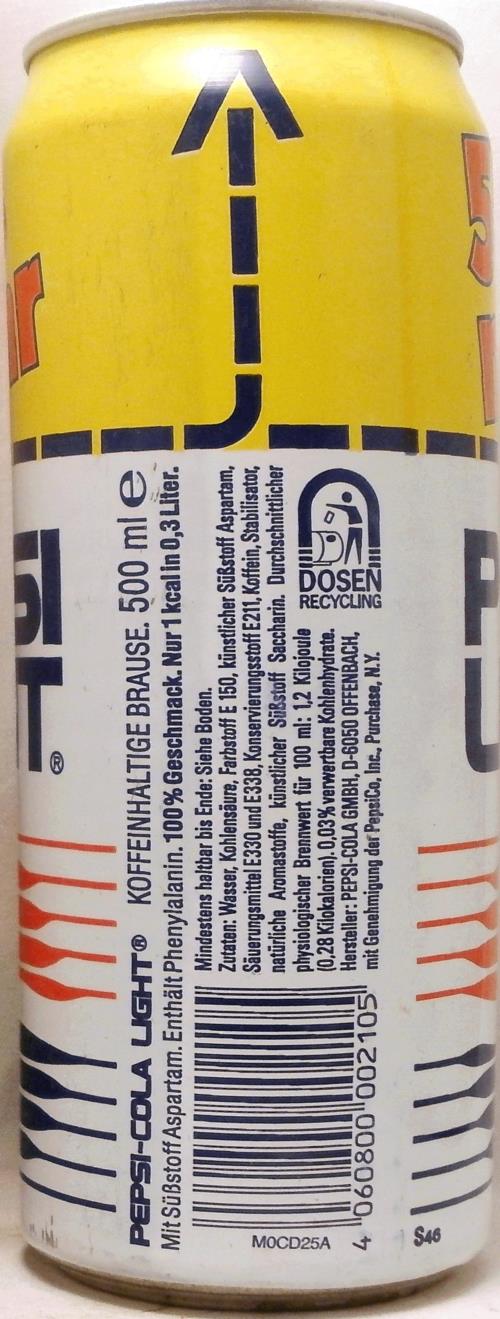 PEPSI-COLA LIGHT® KOFFEINHALTIGE BRAUSE. 500 ml e
Mit Süßstoff Aspartam. Enthält Phenylalanin. 100% Geschmack. Nur 1 kcal in 0,3 Liter.
Mindestens haltbar bis Ende: Siehe Boden.
Zutaten: Wasser, Kohlensäure, Farbstoff E 150, künstlicher Süßstoff Aspartam,
Säuerungsmittel E330 und E338, Konservierungsstoff E211, Koffein, Stabilisator,
natürliche Aromastoffe, künstlicher Süßstoff Saccharin. Durchschnittlicher
physiologischer Brennwert für 100 ml: 1,2 Kilojoule
(0,28 Kilokalorien). 0,03% verwertbare Kohlenhydrate.
Hersteller: PEPSI-COLA GMBH, D-6050 OFFENBACH,
mit Genehmigung der PepsiCo, Inc., Purchase, N.Y.
DOSEN
RECYCLING
4 060800 002105
M0CD25A
S46
SI
T®